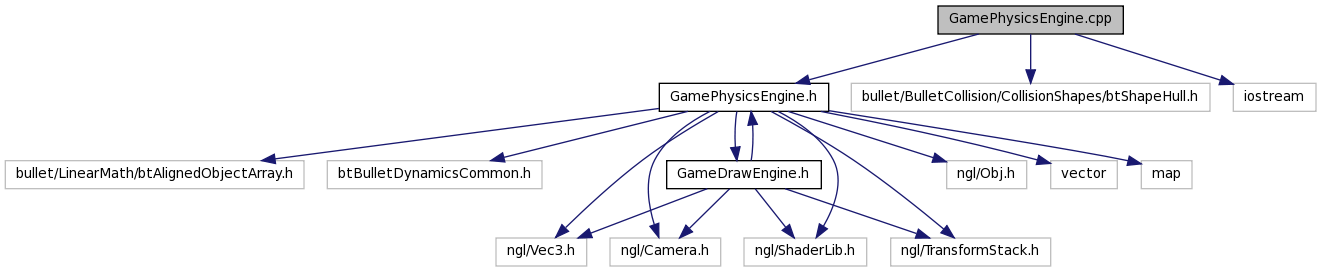 GamePhysicsEngine.cpp
GamePhysicsEngine.h
bullet/BulletCollision/CollisionShapes/btShapeHull.h
iostream
bullet/LinearMath/btAlignedObjectArray.h
btBulletDynamicsCommon.h
GameDrawEngine.h
ngl/Obj.h
vector
map
ngl/Vec3.h
ngl/Camera.h
ngl/ShaderLib.h
ngl/TransformStack.h